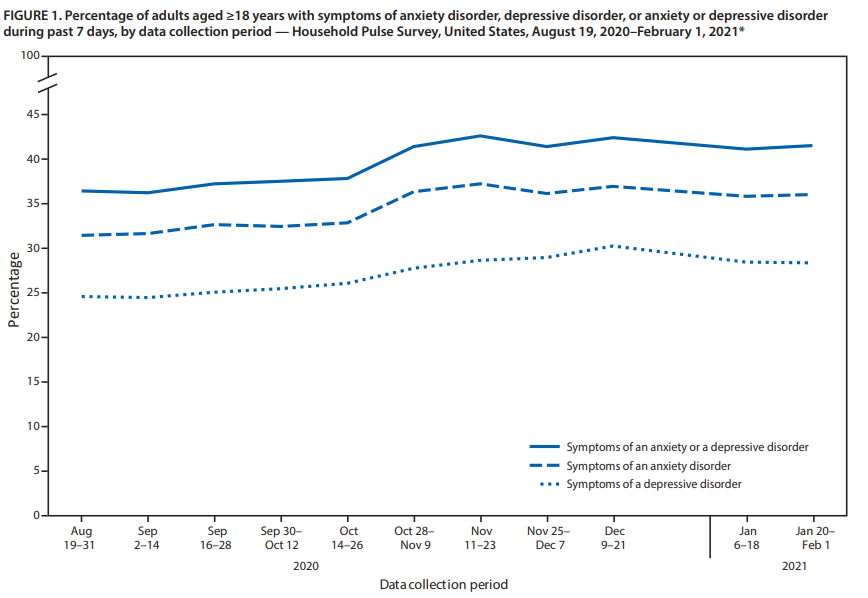 FIGURE 1. Percentage of adults aged ≥18 years with symptoms of anxiety disorder, depressive disorder, or anxiety or depressive disorder
during past 7 days, by data collection period — Household Pulse Survey, United States, August 19, 2020–February 1, 2021*
100
45
40
35
30
25
20
15
10
5
0
Percentage
Symptoms of an anxiety or a depressive disorder
Symptoms of an anxiety disorder
Symptoms of a depressive disorder
Aug
19–31
Sep
2–14
Sep
16–28
Sep 30–
Oct 12
Oct
14–26
Oct 28–
Nov 9
Nov
11–23
Nov 25–
Dec 7
Dec
9–21
Jan
6–18
Jan 20–
Feb 1
2020
2021
Data collection period